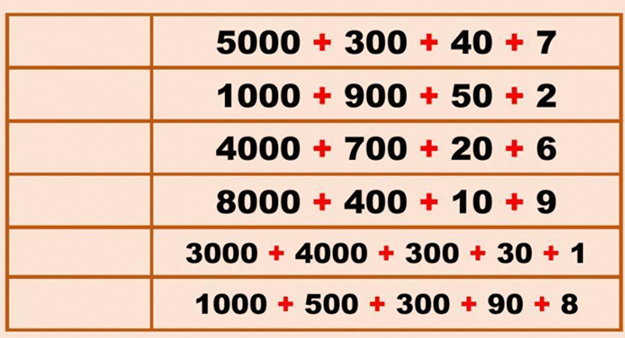 5000 + 300 + 40 + 7
1000 + 900 + 50 + 2
4000 + 700 + 20 + 6
8000 + 400 + 10 + 9
3000 + 4000 + 300 + 30 + 1
1000 + 500 + 300 + 90 + 8